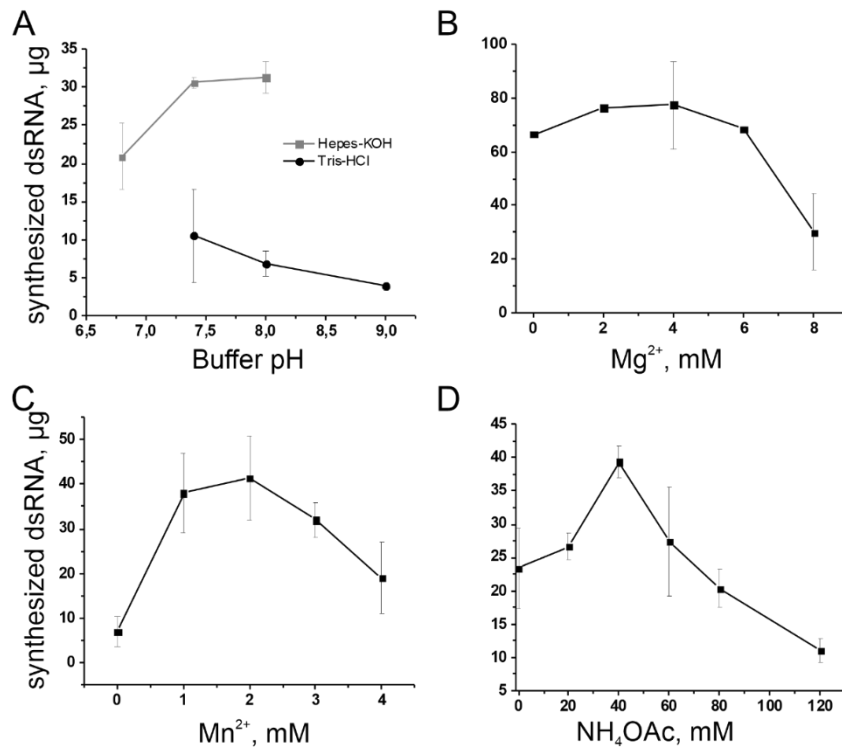 A
synthesized dsRNA, µg
35
30
25
20
15
10
5
0
6,5 7,0 7,5 8,0 8,5 9,0
Buffer pH
Hepes-KOH
Tris-HCl
B
100
80
60
40
20
0
0 2 4 6 8
Mg²⁺, mM
C
synthesized dsRNA, µg
50
40
30
20
10
0
0 1 2 3 4
Mn²⁺, mM
D
45
40
35
30
25
20
15
10
0 20 40 60 80 100 120
NH₄OAc, mM